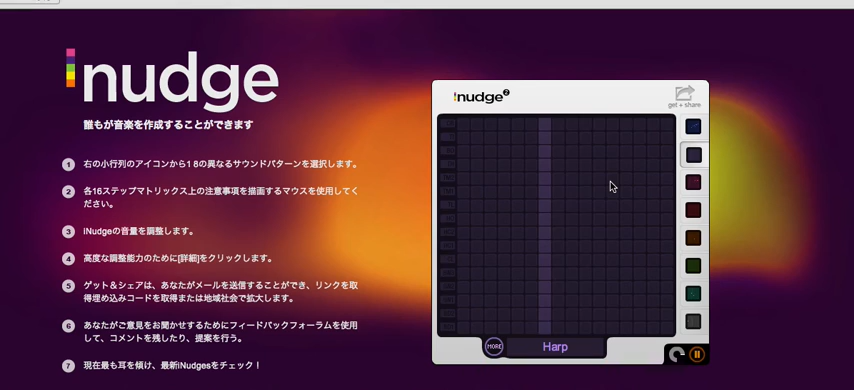 inudge
誰もが音楽を作成することができます
1 右の小行列のアイコンから1 8の異なるサウンドパターンを選択します。
2 各16ステップマトリックス上の注意事項を描画するマウスを使用してく
ださい。
3 INudgeの音量を調整します。
4 高度な調整能力のために[詳細]をクリックします。
5 ゲット＆シェアは、あなたがメールを送信することができ、リンクを取
得埋め込みコードを取得または地域社会で拡大します。
6 あなたがご意見をお聞かせするためにフィードバックフォーラムを使用
して、コメントを残したり、提案を行う。
7 現在最も耳を傾け、最新iNudgesをチェック！
inudge2
get + share
MORE
Harp